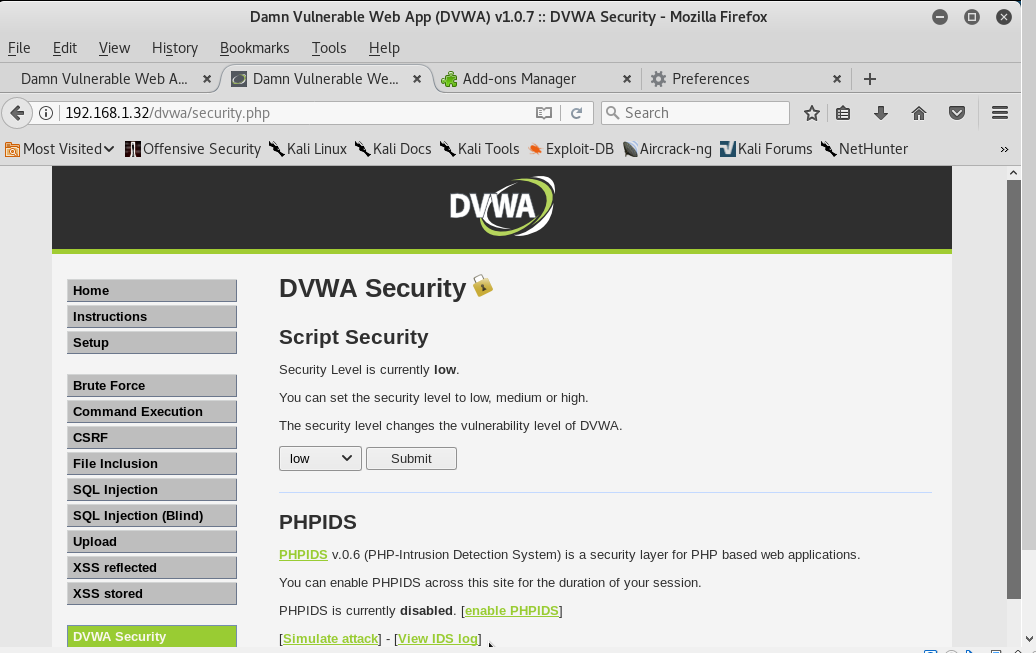 Damn Vulnerable Web App (DVWA) v1.0.7 :: DVWA Security - Mozilla Firefox
File Edit View History Bookmarks Tools Help
Damn Vulnerable Web A... Damn Vulnerable We... Add-ons Manager Preferences
192.168.1.32/dvwa/security.php Search
Most Visited Offensive Security Kali Linux Kali Docs Kali Tools Exploit-DB Aircrack-ng Kali Forums NetHunter »
DVWA
Home
Instructions
Setup
Brute Force
Command Execution
CSRF
File Inclusion
SQL Injection
SQL Injection (Blind)
Upload
XSS reflected
XSS stored
DVWA Security
DVWA Security
Script Security
Security Level is currently low.
You can set the security level to low, medium or high.
The security level changes the vulnerability level of DVWA.
low Submit
PHPIDS
PHPIDS v.0.6 (PHP-Intrusion Detection System) is a security layer for PHP based web applications.
You can enable PHPIDS across this site for the duration of your session.
PHPIDS is currently disabled. [enable PHPIDS]
[Simulate attack] - [View IDS log]